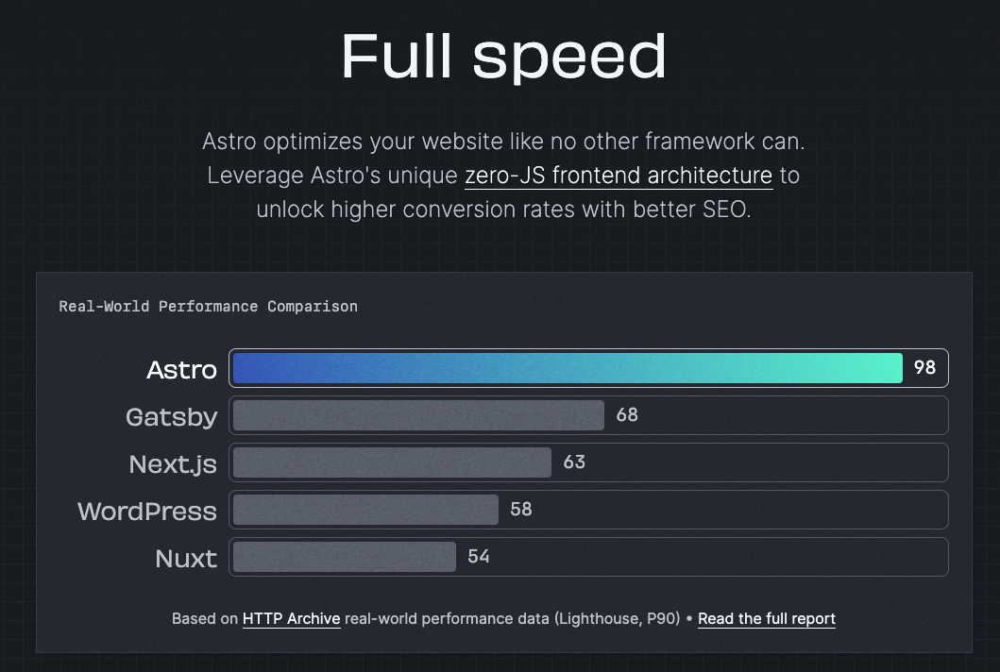 Full speed
Astro optimizes your website like no other framework can.
Leverage Astro's unique zero-JS frontend architecture to
unlock higher conversion rates with better SEO.
Real-World Performance Comparison
Astro 98
Gatsby 68
Next.js 63
WordPress 58
Nuxt 54
Based on HTTP Archive real-world performance data (Lighthouse, P90) • Read the full report